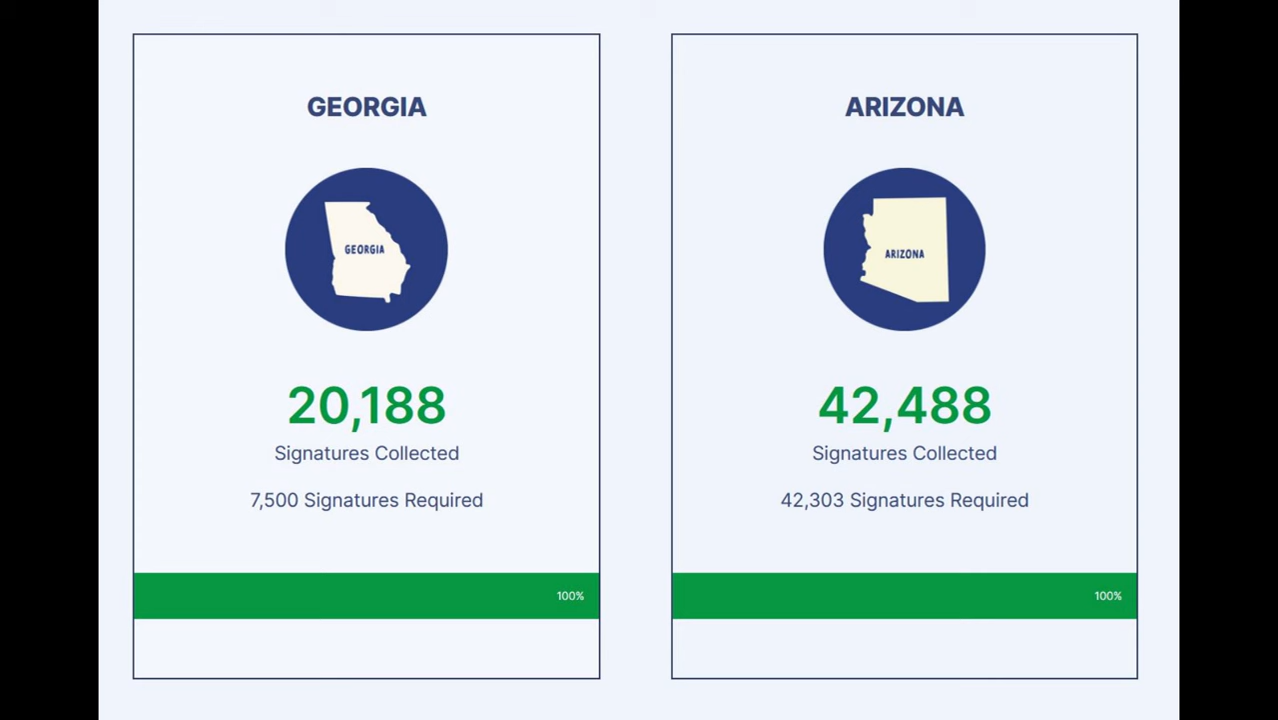 GEORGIA
GEORGIA
20,188
Signatures Collected
7,500 Signatures Required
100%
ARIZONA
ARIZONA
42,488
Signatures Collected
42,303 Signatures Required
100%